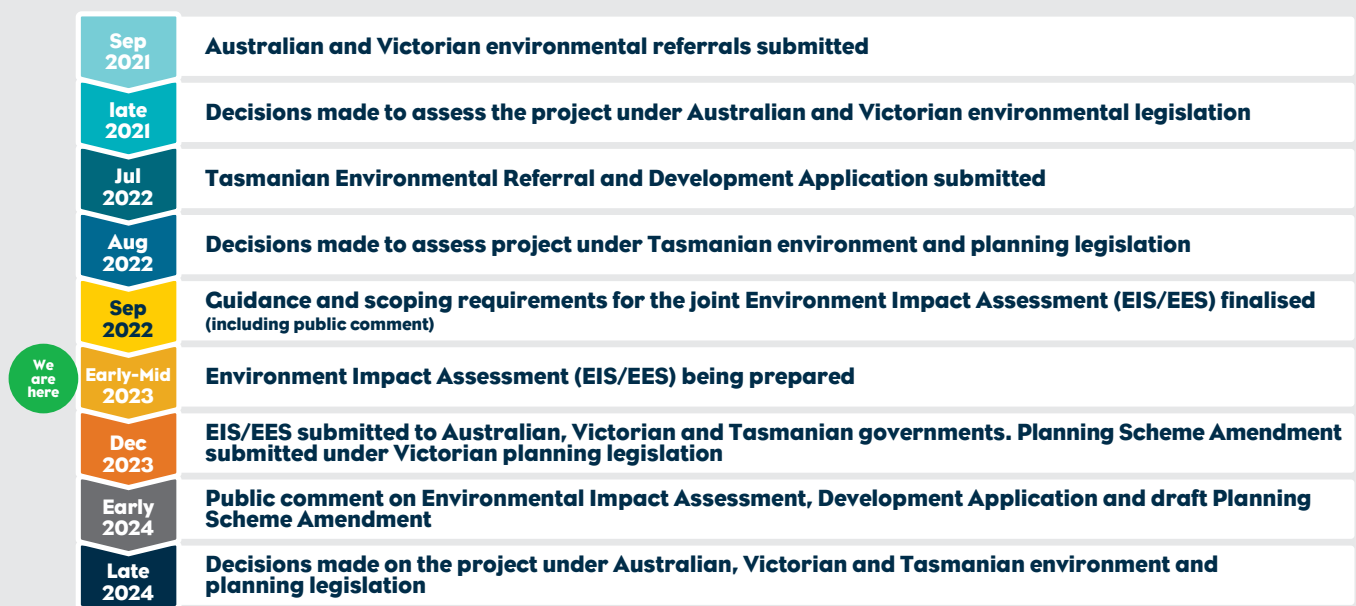 Sep
2021
Australian and Victorian environmental referrals submitted
late
2021
Decisions made to assess the project under Australian and Victorian environmental legislation
Jul
2022
Tasmanian Environmental Referral and Development Application submitted
Aug
2022
Decisions made to assess project under Tasmanian environment and planning legislation
Sep
2022
Guidance and scoping requirements for the joint Environment Impact Assessment (EIS/EES) finalised
(including public comment)
We
are
here
Early-Mid
2023
Environment Impact Assessment (EIS/EES) being prepared
Dec
2023
EIS/EES submitted to Australian, Victorian and Tasmanian governments. Planning Scheme Amendment
submitted under Victorian planning legislation
Early
2024
Public comment on Environmental Impact Assessment, Development Application and draft Planning
Scheme Amendment
Late
2024
Decisions made on the project under Australian, Victorian and Tasmanian environment and
planning legislation